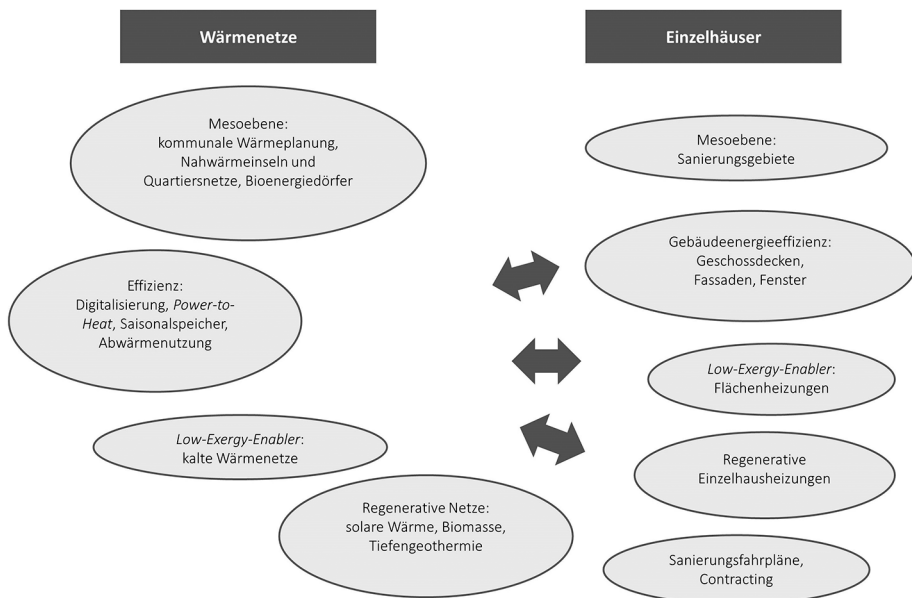 Wärmenetze
Mesoebene:
kommunale Wärmeplanung,
Nahwärmeinseln und
Quartiersnetze, Bioenergiedörfer
Effizienz:
Digitalisierung, Power-to-
Heat, Saisonalspeicher,
Abwärmenutzung
Low-Exergy-Enabler:
kalte Wärmenetze
Regenerative Netze:
solare Wärme, Biomasse,
Tiefengeothermie
Einzelhäuser
Mesoebene:
Sanierungsgebiete
Gebäudeenergieeffizienz:
Geschossdecken,
Fassaden, Fenster
Low-Exergy-Enabler:
Flächenheizungen
Regenerative
Einzelhausheizungen
Sanierungsfahrpläne,
Contracting